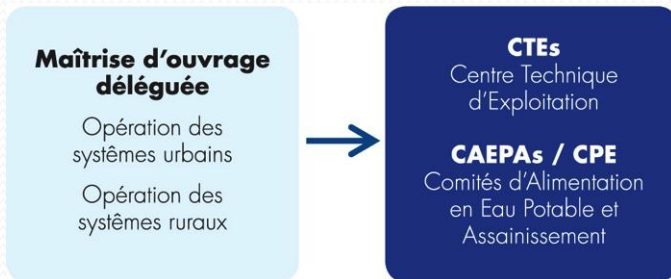 Maîtrise d'ouvrage
déléguée
Opération des
systèmes urbains
Opération des
systèmes ruraux
CTEs
Centre Technique
d'Exploitation
CAEPAs / CPE
Comités d'Alimentation
en Eau Potable et
Assainissement